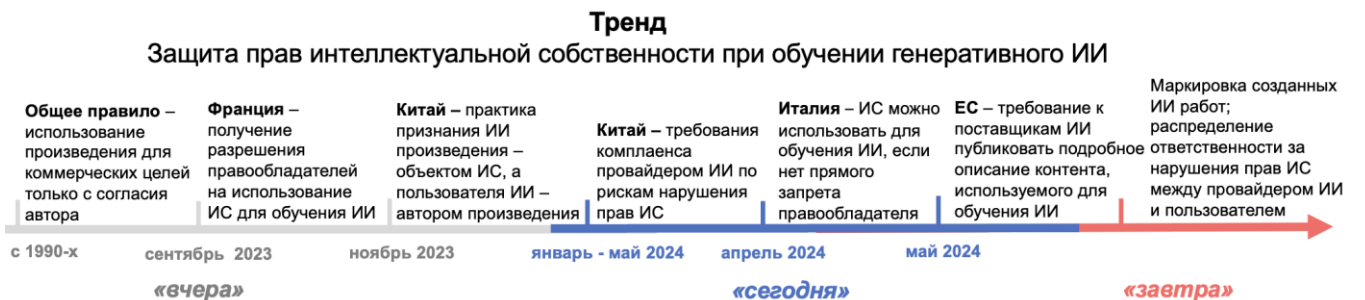 Тренд
Защита прав интеллектуальной собственности при обучении генеративного ИИ
Общее правило –
использование
произведения для
коммерческих целей
только с согласия
автора
Франция –
получение
разрешения
правообладателей
на использование
ИС для обучения ИИ
Китай – практика
признания ИИ
произведения –
объектом ИС, а
пользователя ИИ –
автором произведения
Китай – требования
комплаенса
провайдером ИИ по
рискам нарушения
прав ИС
Италия – ИС можно
использовать для
обучения ИИ, если
нет прямого
запрета
правообладателя
ЕС – требование к
поставщикам ИИ
публиковать подробное
описание контента,
используемого для
обучения ИИ
Маркировка созданных
ИИ работ;
распределение
ответственности за
нарушения прав ИС
между провайдером ИИ
и пользователем
с 1990-х
сентябрь 2023
ноябрь 2023
январь - май 2024
апрель 2024
май 2024
«вчера»
«сегодня»
«завтра»